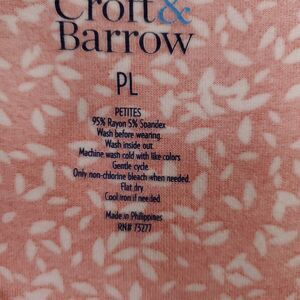 Croft&
Barrow
PL
PETITES
95% Rayon 5% Spandex
Wash before wearing.
Wash inside out.
Machine wash cold with like colors
Gentle cycle.
Only non-chlorine bleach when needed.
Flat dry
Cool iron if needed
Made in Philippines
RN# 73277